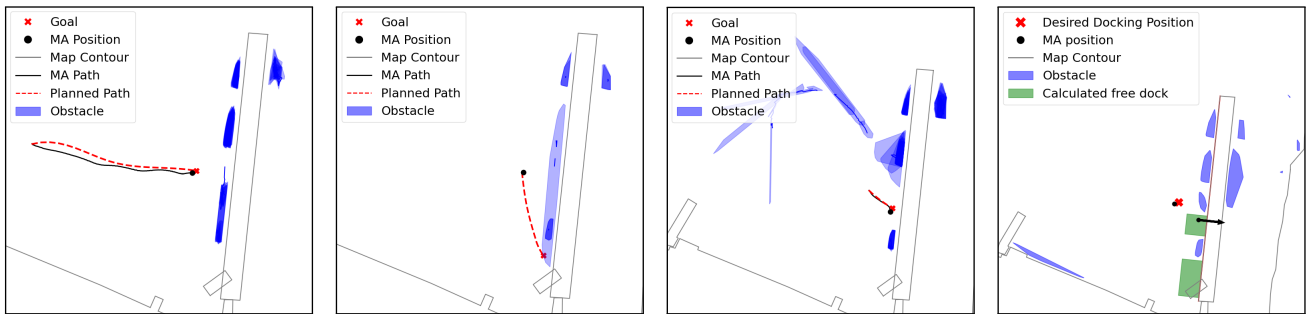 Goal
MA Position
Map Contour
MA Path
Planned Path
Obstacle
Goal
MA Position
Map Contour
MA Path
Planned Path
Obstacle
Goal
MA Position
Map Contour
MA Path
Planned Path
Obstacle
Desired Docking Position
MA position
Map Contour
Obstacle
Calculated free dock